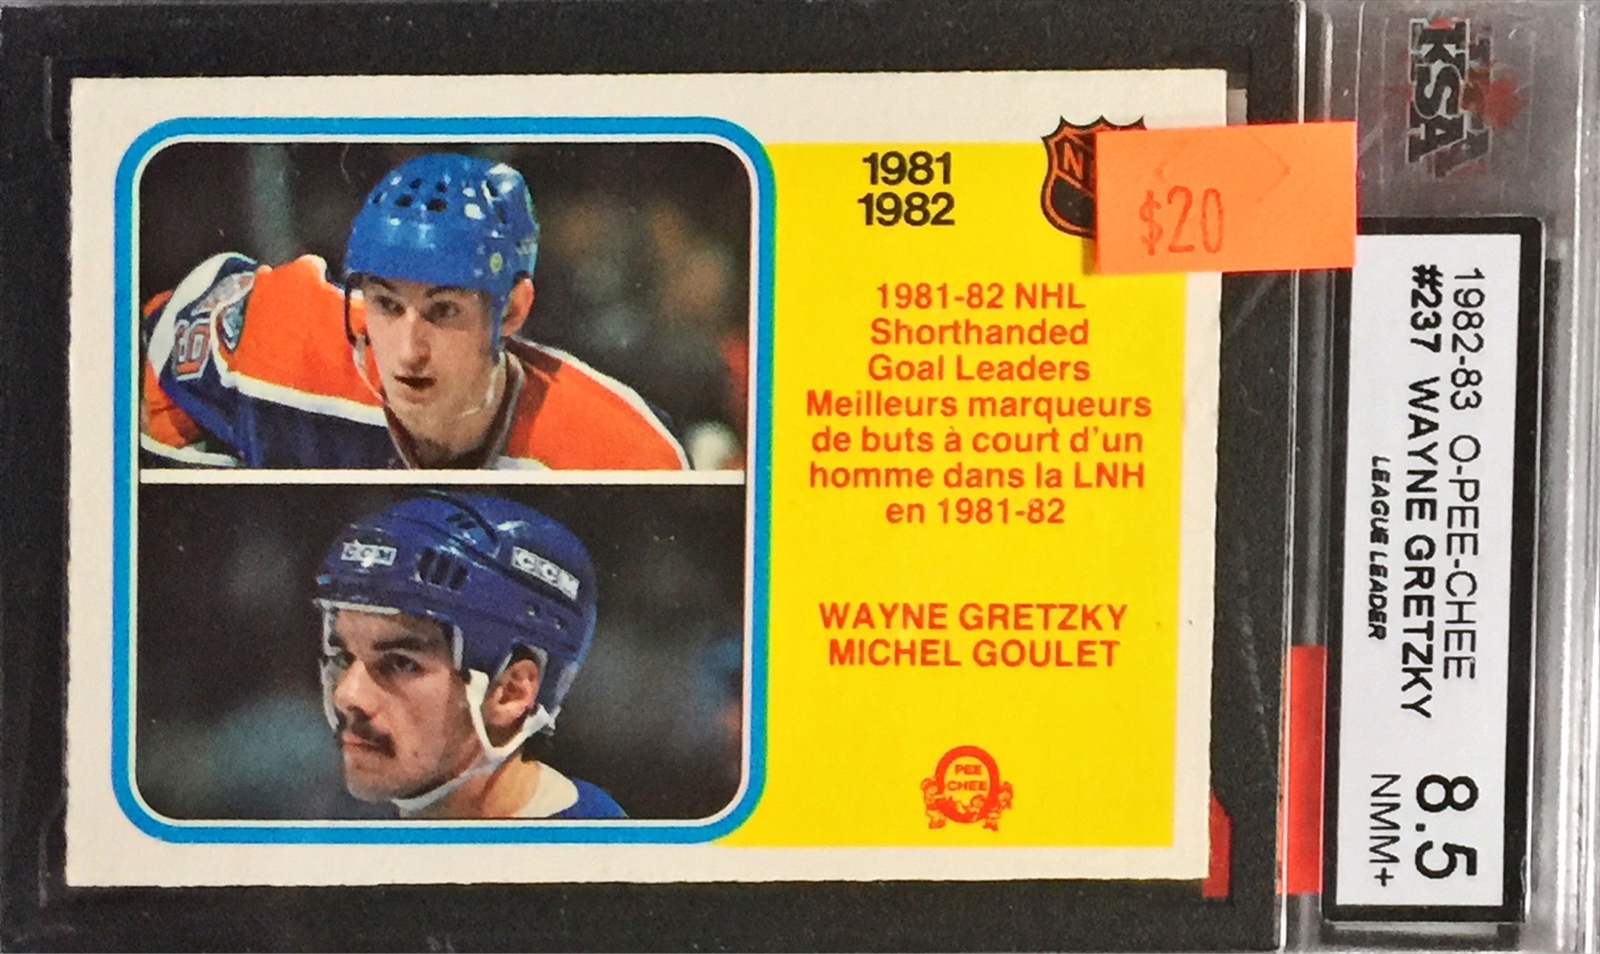 1981
1982
N
$20
1981-82 NHL
Shorthanded
Goal Leaders
Meilleurs marqueurs
de buts à court d'un
homme dans la LNH
en 1981-82
WAYNE GRETZKY
MICHEL GOULET
PEE
CHEE
CCM
CCM
KSA
1982-83 O-PEE-CHEE
#237 WAYNE GRETZKY
LEAGUE LEADER
8.5
NMM+